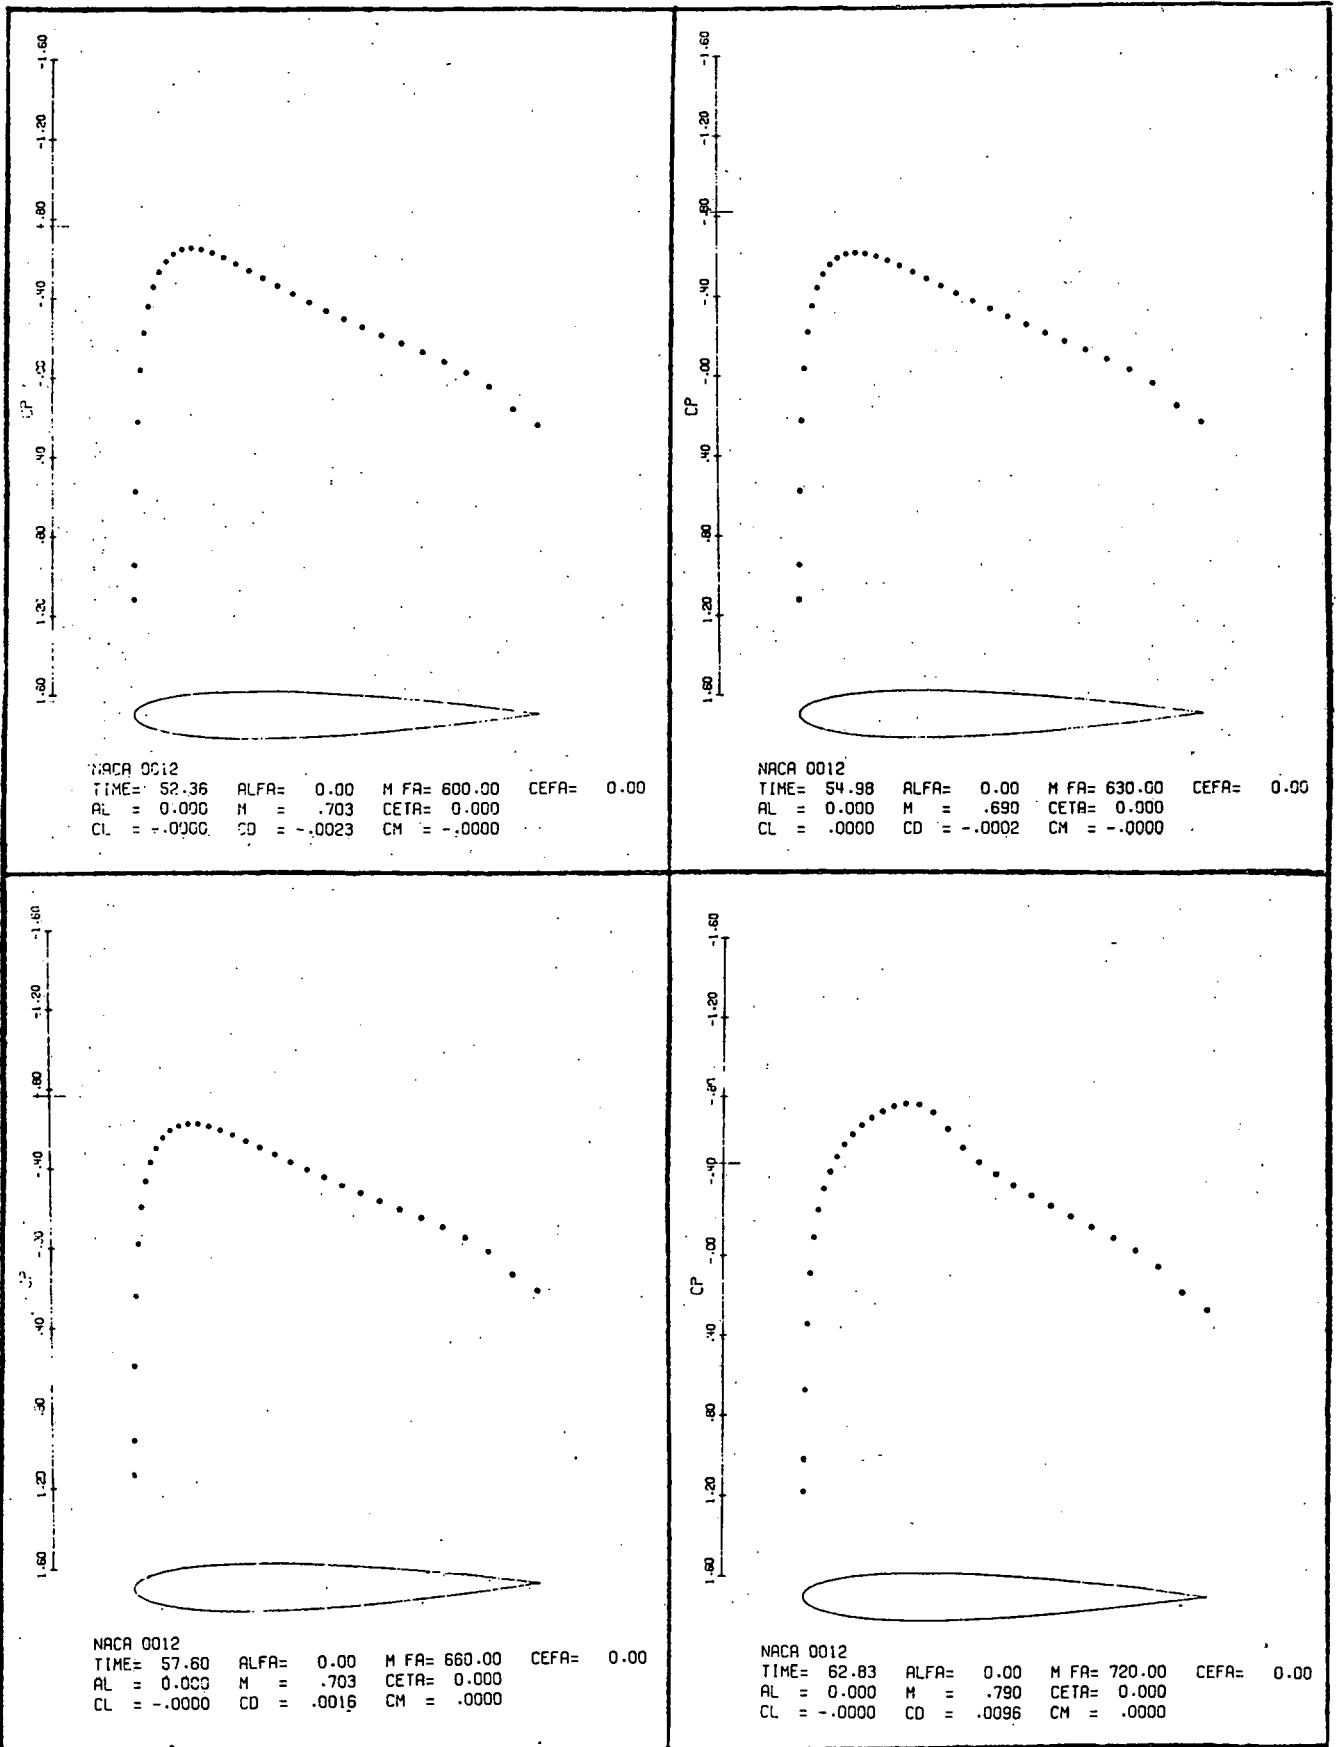 -1.60
-1.20
-.80
-.40
-.00
CP
.40
.80
1.20
1.60
NACA 0012
TIME= 52.36 ALFA= 0.00 M FA= 600.00 CEFA= 0.00
AL = 0.000 M = .703 CETA= 0.000
CL = -.0000 CD = -.0023 CM = -.0000
-1.60
-1.20
-.80
-.40
-.00
CP
.40
.80
1.20
1.60
NACA 0012
TIME= 54.98 ALFA= 0.00 M FA= 630.00 CEFA= 0.00
AL = 0.000 M = .690 CETA= 0.000
CL = .0000 CD = -.0002 CM = -.0000
-1.60
-1.20
-.80
-.40
CP
.40
1.20
1.60
NACA 0012
TIME= 57.60 ALFA= 0.00 M FA= 660.00 CEFA= 0.00
AL = 0.000 M = .703 CETA= 0.000
CL = -.0000 CD = .0016 CM = .0000
-1.60
-1.20
-.80
-.40
-.00
CP
.40
.80
1.20
1.60
NACA 0012
TIME= 62.83 ALFA= 0.00 M FA= 720.00 CEFA= 0.00
AL = 0.000 M = .790 CETA= 0.000
CL = -.0000 CD = .0096 CM = .0000